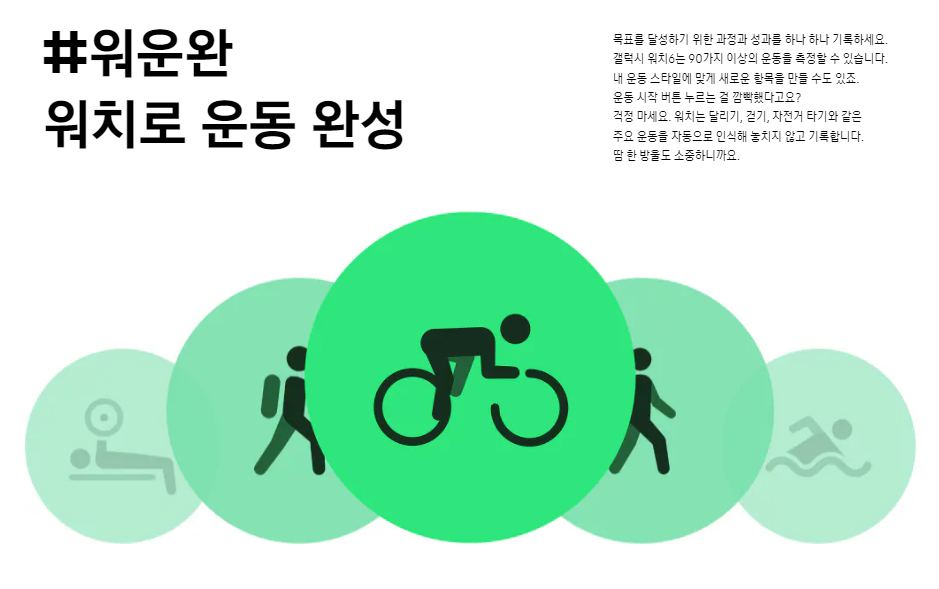 #워운완
워치로 운동 완성
목표를 달성하기 위한 과정과 성과를 하나 하나 기록하세요.
갤럭시 워치6는 90가지 이상의 운동을 측정할 수 있습니다.
내 운동 스타일에 맞게 새로운 항목을 만들 수도 있죠.
운동 시작 버튼 누르는 걸 깜빡했다고요?
걱정 마세요. 워치는 달리기, 걷기, 자전거 타기와 같은
주요 운동을 자동으로 인식해 놓치지 않고 기록합니다.
땀 한 방울도 소중하니까요.